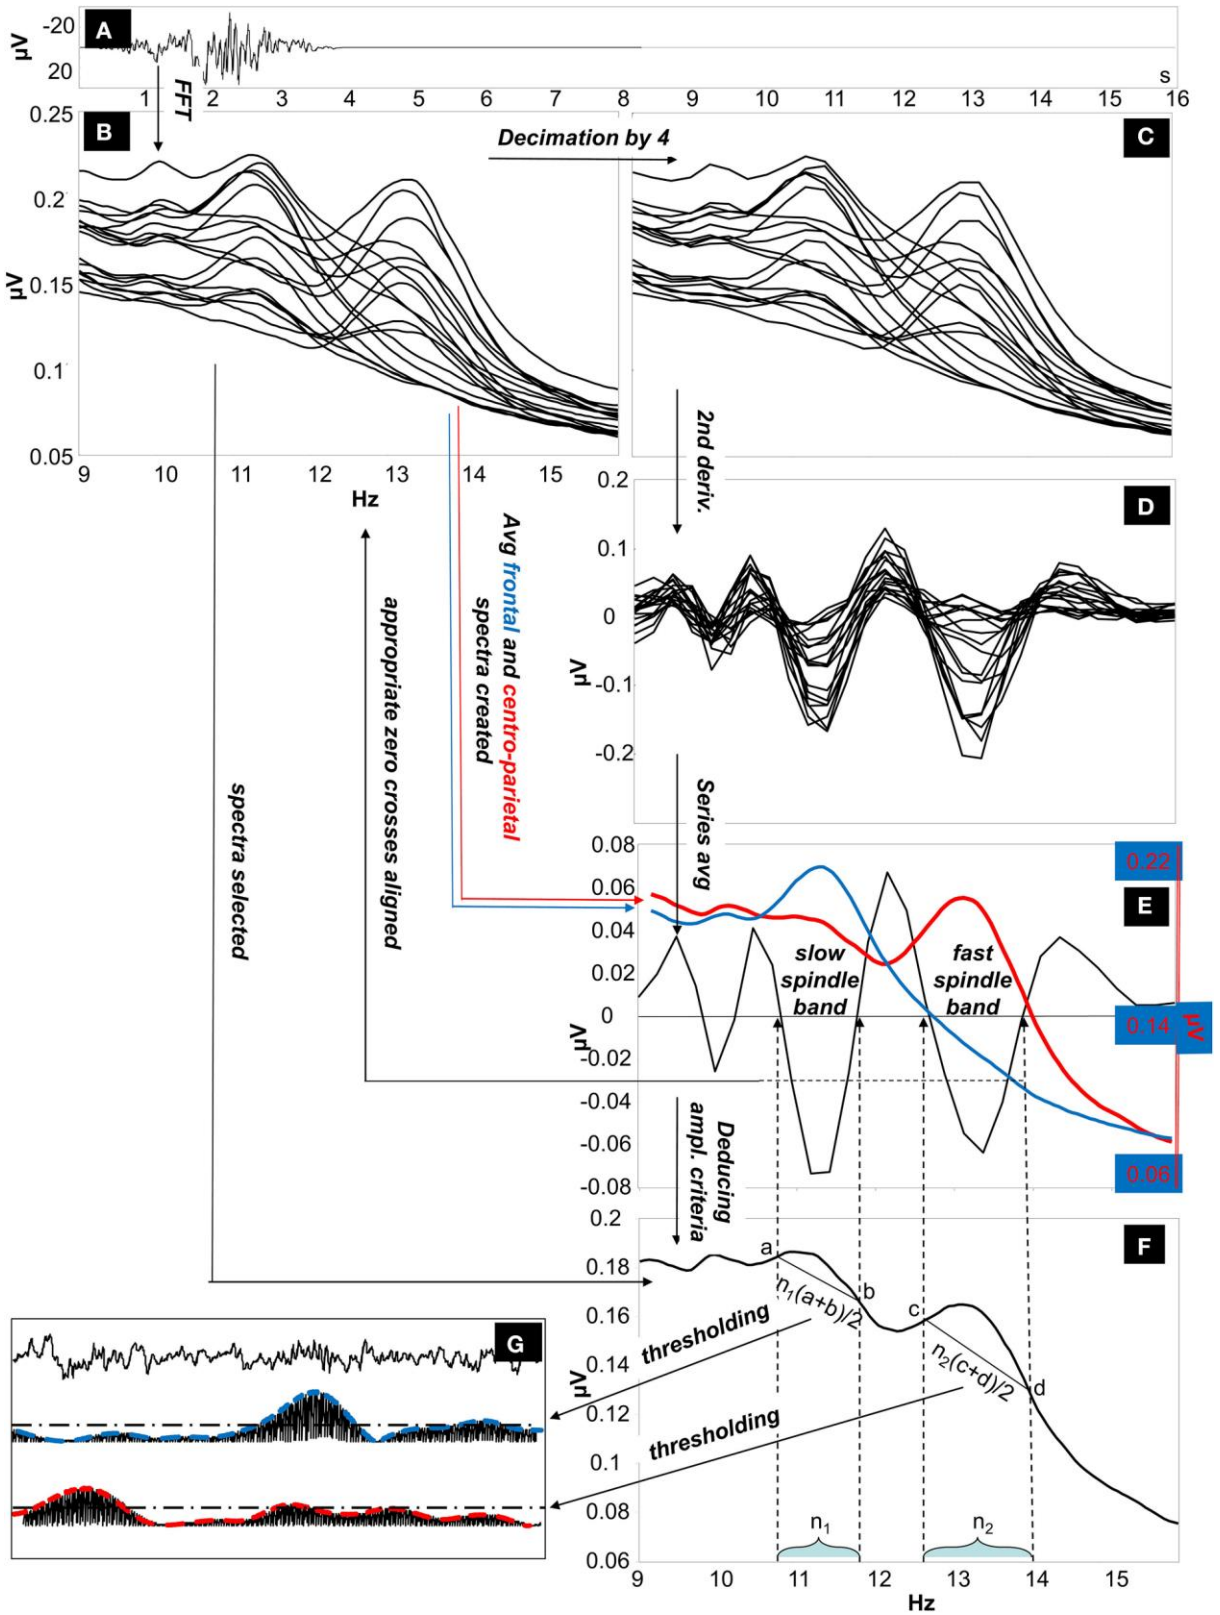 A
-20
μV
20
s
1 2 3 4 5 6 7 8 9 10 11 12 13 14 15 16
FFT
B
0.25
0.2
0.15
0.1
0.05
μV
9 10 11 12 13 14 15
Hz
Decimation by 4
C
2nd deriv.
D
0.2
0.1
0
-0.1
-0.2
μV
Avg frontal and centro-parietal
spectra created
appropriate zero crosses aligned
spectra selected
Series avg
E
0.08
0.06
0.04
0.02
0
-0.02
-0.04
-0.06
-0.08
μV
slow
spindle
band
fast
spindle
band
0.22
0.14
μV
0.06
Deducing
ampl. criteria
F
0.2
0.18
0.16
0.14
0.12
0.1
0.08
0.06
μV
a
b
n₁(a+b)/2
c
d
n₂(c+d)/2
n₁
n₂
9 10 11 12 13 14 15
Hz
thresholding
thresholding
G